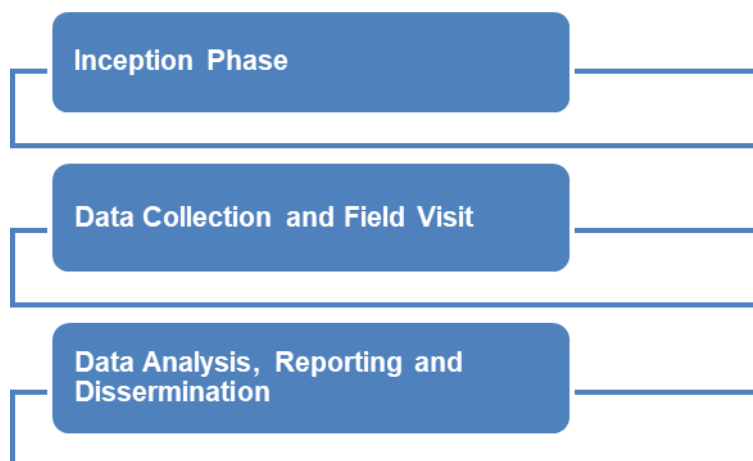 Inception Phase
Data Collection and Field Visit
Data Analysis, Reporting and
Dissermination